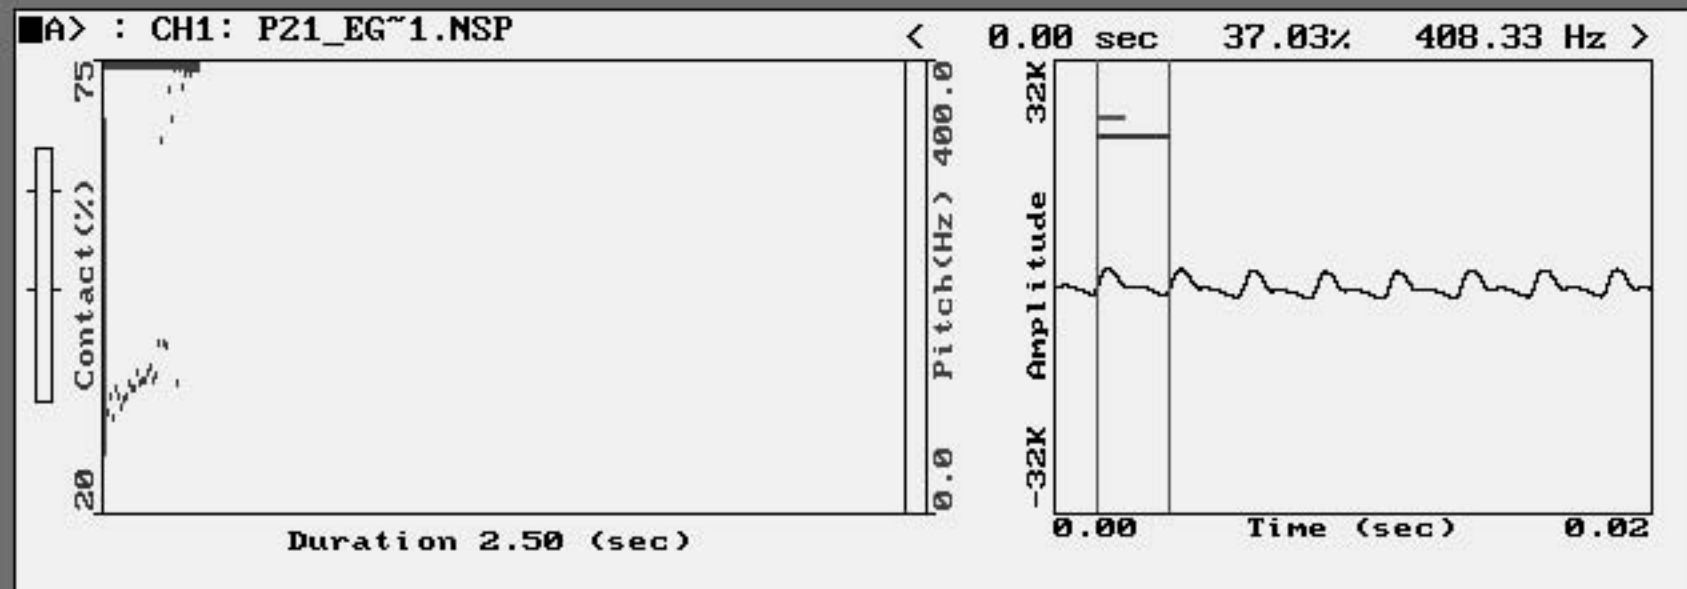 A> : CH1: P21_EG~1.NSP
< 0.00 sec 37.03% 408.33 Hz >
75
Contact(%)
20
Duration 2.50 (sec)
400.0
Pitch(Hz)
0.0
32K
Amplitude
-32K
0.00 Time (sec) 0.02